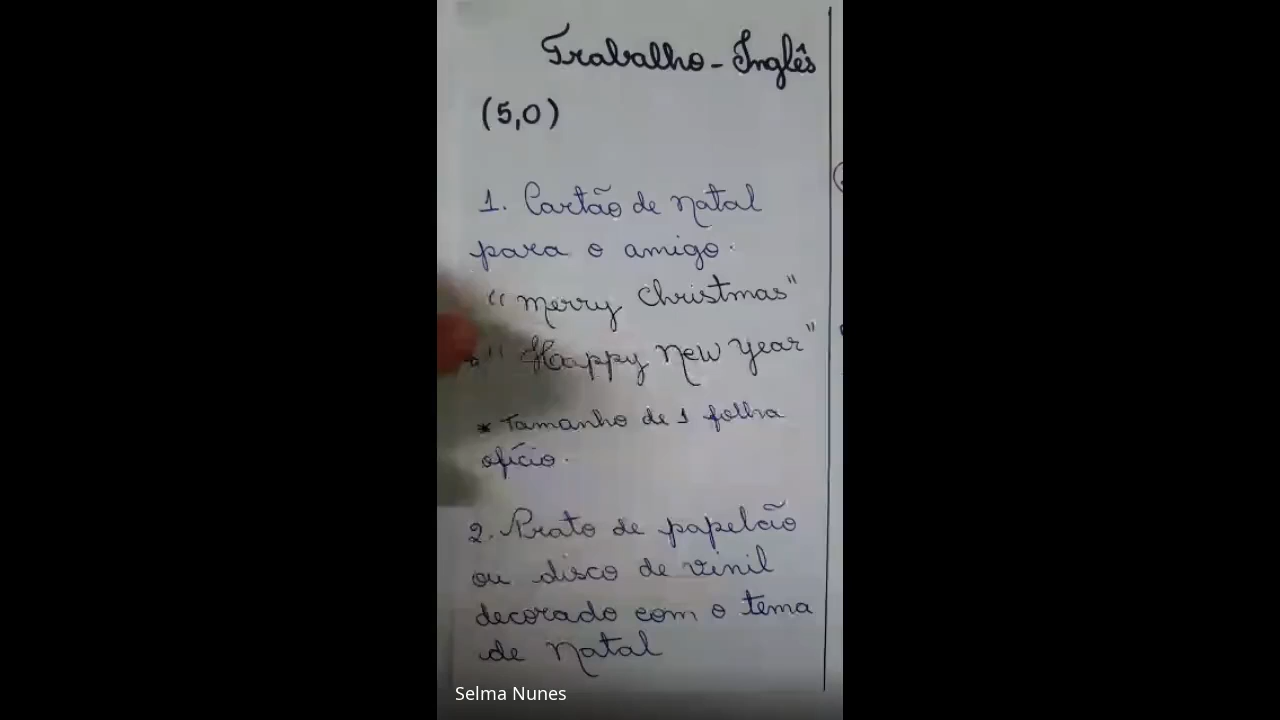 Trabalho - Inglês
(5,0)
1. Cartão de natal
para o amigo.
"merry christmas"
"Happy new year"
* Tamanho de 1 folha
ofício.
2. Prato de papelão
ou disco de vinil
decorado com o tema
de natal
Selma Nunes